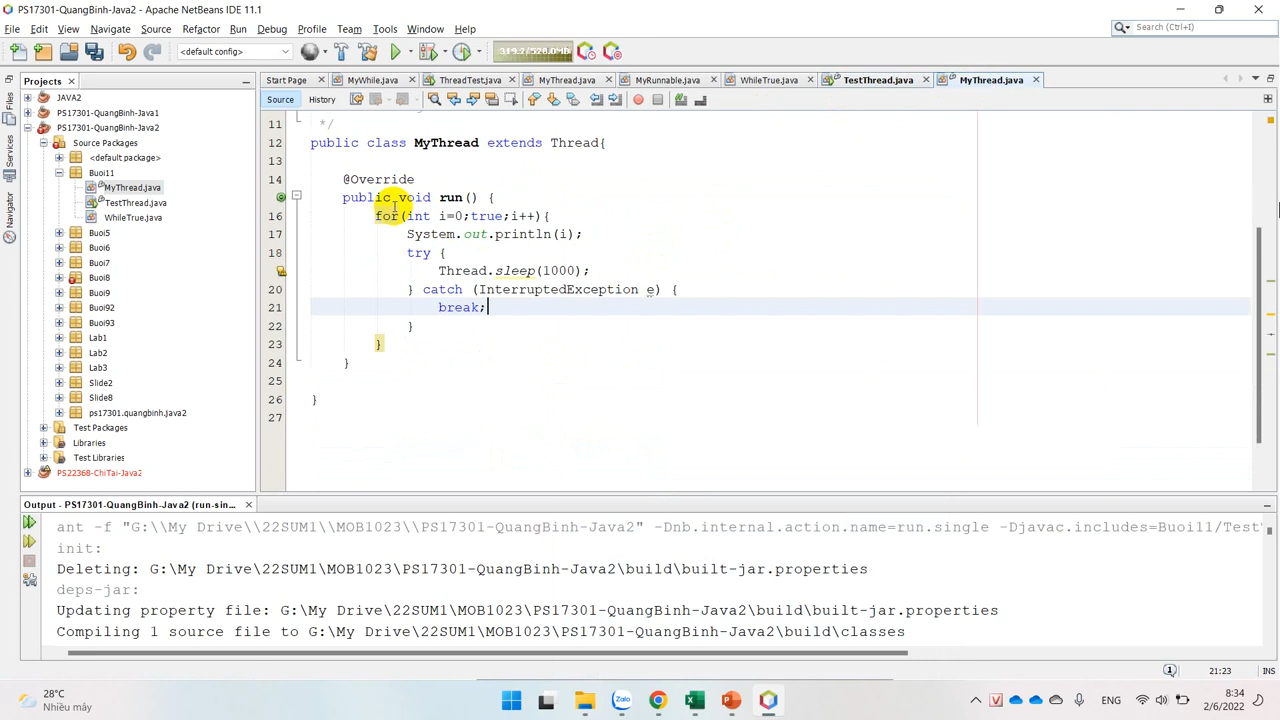 PS17301-QuangBinh-Java2 - Apache NetBeans IDE 11.1
File Edit View Navigate Source Refactor Run Debug Profile Team Tools Window Help
Search (Ctrl+I)
<default config>
319.2/520.0MB
Projects
Start Page MyWhile.java ThreadTest.java MyThread.java MyRunnable.java WhileTrue.java TestThread.java MyThread.java
Source History
Files
Services
Navigator
JAVA2
PS17301-QuangBinh-Java1
PS17301-QuangBinh-Java2
Source Packages
<default package>
Buoi11
MyThread.java
TestThread.java
WhileTrue.java
Buoi5
Buoi6
Buoi7
Buoi8
Buoi9
Buoi92
Buoi93
Lab1
Lab2
Lab3
Slide2
Slide8
ps17301.quangbinh.java2
Test Packages
Libraries
Test Libraries
PS22368-ChiTai-Java2
11 */
12 public class MyThread extends Thread{
13
14 @Override
public void run() {
16 for(int i=0;true;i++){
17 System.out.println(i);
18 try {
Thread.sleep(1000);
20 } catch (InterruptedException e) {
21 break;
22 }
23 }
24 }
25
26 }
27
Output - PS17301-QuangBinh-Java2 (run-sin...
ant -f "G:\\My Drive\\22SUM1\\MOB1023\\PS17301-QuangBinh-Java2" -Dnb.internal.action.name=run.single -Djavac.includes=Buoi11/Test
init:
Deleting: G:\My Drive\22SUM1\MOB1023\PS17301-QuangBinh-Java2\build\built-jar.properties
deps-jar:
Updating property file: G:\My Drive\22SUM1\MOB1023\PS17301-QuangBinh-Java2\build\built-jar.properties
Compiling 1 source file to G:\My Drive\22SUM1\MOB1023\PS17301-QuangBinh-Java2\build\classes
1
21:23
INS
28°C
Nhiều mây
Zalo
ENG
8:34
2/6/2022